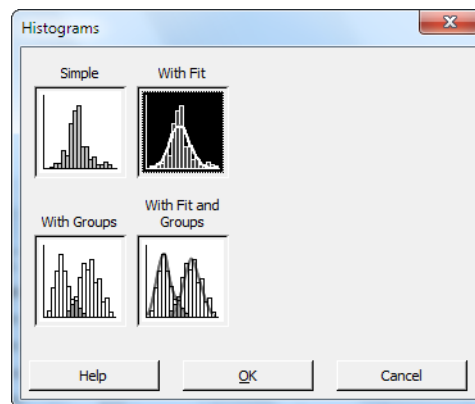 Histograms
Simple
With Fit
With Groups
With Fit and
Groups
Help
OK
Cancel